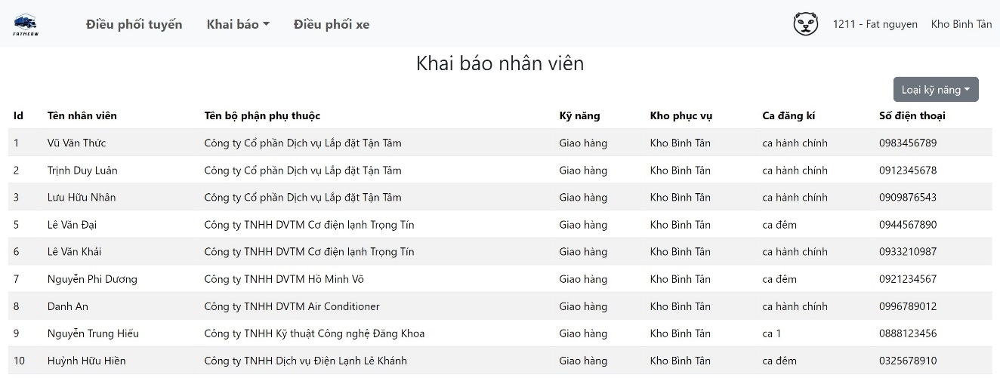 FATMEOW Điều phối tuyến Khai báo Điều phối xe 1211 - Fat nguyen Kho Bình Tân
Khai báo nhân viên
Loại kỹ năng
Id Tên nhân viên Tên bộ phận phụ thuộc Kỹ năng Kho phục vụ Ca đăng kí Số điện thoại
1 Vũ Văn Thức Công ty Cổ phần Dịch vụ Lắp đặt Tận Tâm Giao hàng Kho Bình Tân ca hành chính 0983456789
2 Trịnh Duy Luân Công ty Cổ phần Dịch vụ Lắp đặt Tận Tâm Giao hàng Kho Bình Tân ca hành chính 0912345678
3 Lưu Hữu Nhân Công ty Cổ phần Dịch vụ Lắp đặt Tận Tâm Giao hàng Kho Bình Tân ca hành chính 0909876543
5 Lê Văn Đại Công ty TNHH DVTM Cơ điện lạnh Trọng Tín Giao hàng Kho Bình Tân ca đêm 0944567890
6 Lê Văn Khải Công ty TNHH DVTM Cơ điện lạnh Trọng Tín Giao hàng Kho Bình Tân ca hành chính 0933210987
7 Nguyễn Phi Dương Công ty TNHH DVTM Hồ Minh Võ Giao hàng Kho Bình Tân ca đêm 0921234567
8 Danh An Công ty TNHH DVTM Air Conditioner Giao hàng Kho Bình Tân ca hành chính 0996789012
9 Nguyễn Trung Hiếu Công ty TNHH Kỹ thuật Công nghệ Đăng Khoa Giao hàng Kho Bình Tân ca 1 0888123456
10 Huỳnh Hữu Hiền Công ty TNHH Dịch vụ Điện Lạnh Lê Khánh Giao hàng Kho Bình Tân ca đêm 0325678910